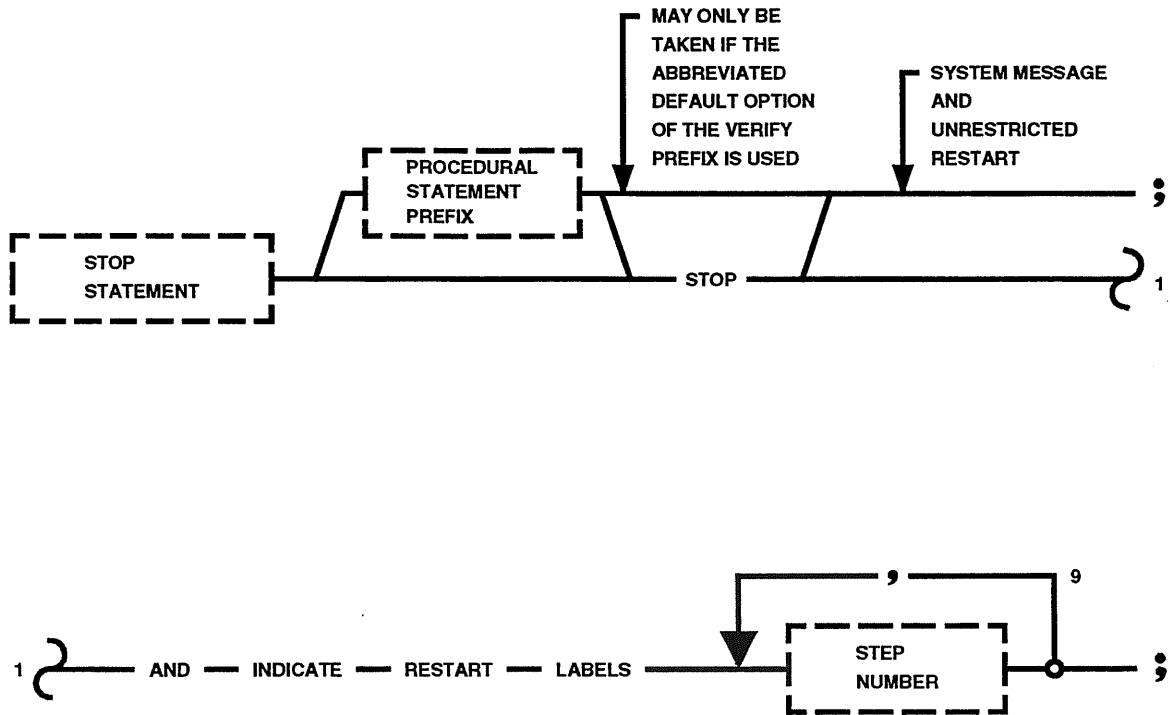 MAY ONLY BE
TAKEN IF THE
ABBREVIATED
DEFAULT OPTION
OF THE VERIFY
PREFIX IS USED
SYSTEM MESSAGE
AND
UNRESTRICTED
RESTART
PROCEDURAL
STATEMENT
PREFIX
;
STOP
STATEMENT
STOP
1
, 9
1 AND INDICATE RESTART LABELS
STEP
NUMBER
;